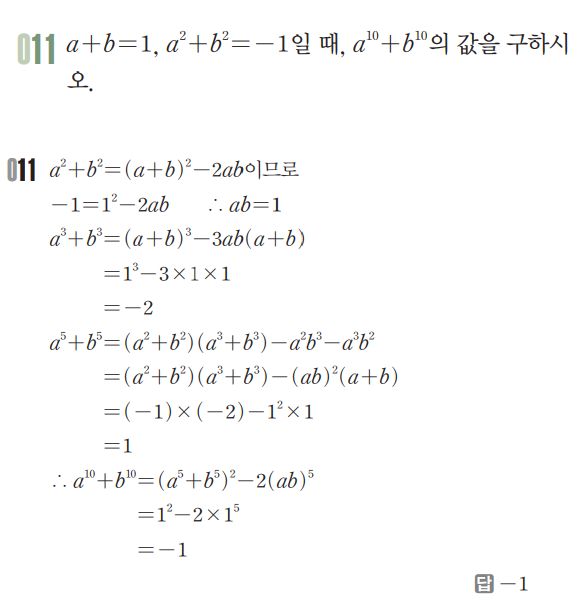 011 a+b=1, a²+b²=-1일 때, a¹⁰+b¹⁰의 값을 구하시
오.
011 a²+b²=(a+b)²-2ab이므로
-1=1²-2ab ∴ ab=1
a³+b³=(a+b)³-3ab(a+b)
=1³-3×1×1
=-2
a⁵+b⁵=(a²+b²)(a³+b³)-a²b³-a³b²
=(a²+b²)(a³+b³)-(ab)²(a+b)
=(-1)×(-2)-1²×1
=1
∴ a¹⁰+b¹⁰=(a⁵+b⁵)²-2(ab)⁵
=1²-2×1⁵
=-1
답 -1